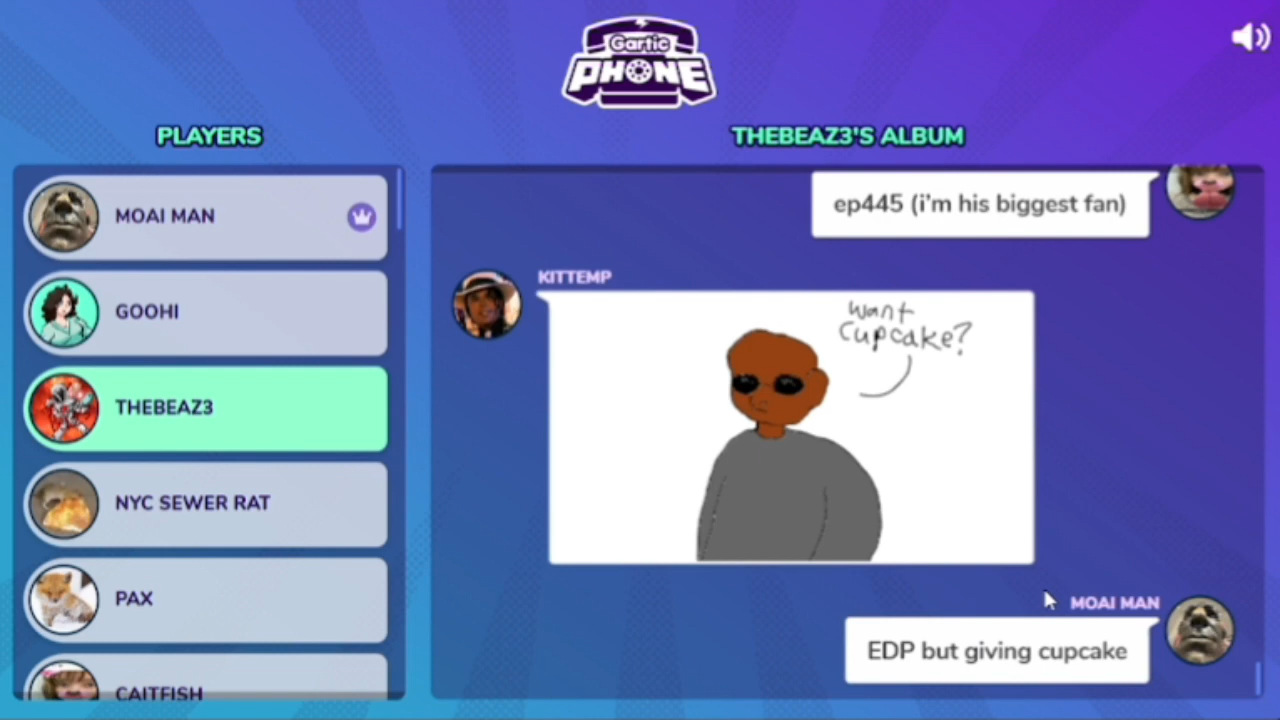 Gartic
PHONE
PLAYERS
THEBEAZ3'S ALBUM
MOAI MAN
GOOHI
THEBEAZ3
NYC SEWER RAT
PAX
CAITFISH
ep445 (i'm his biggest fan)
KITTEMP
want
cupcake?
MOAI MAN
EDP but giving cupcake